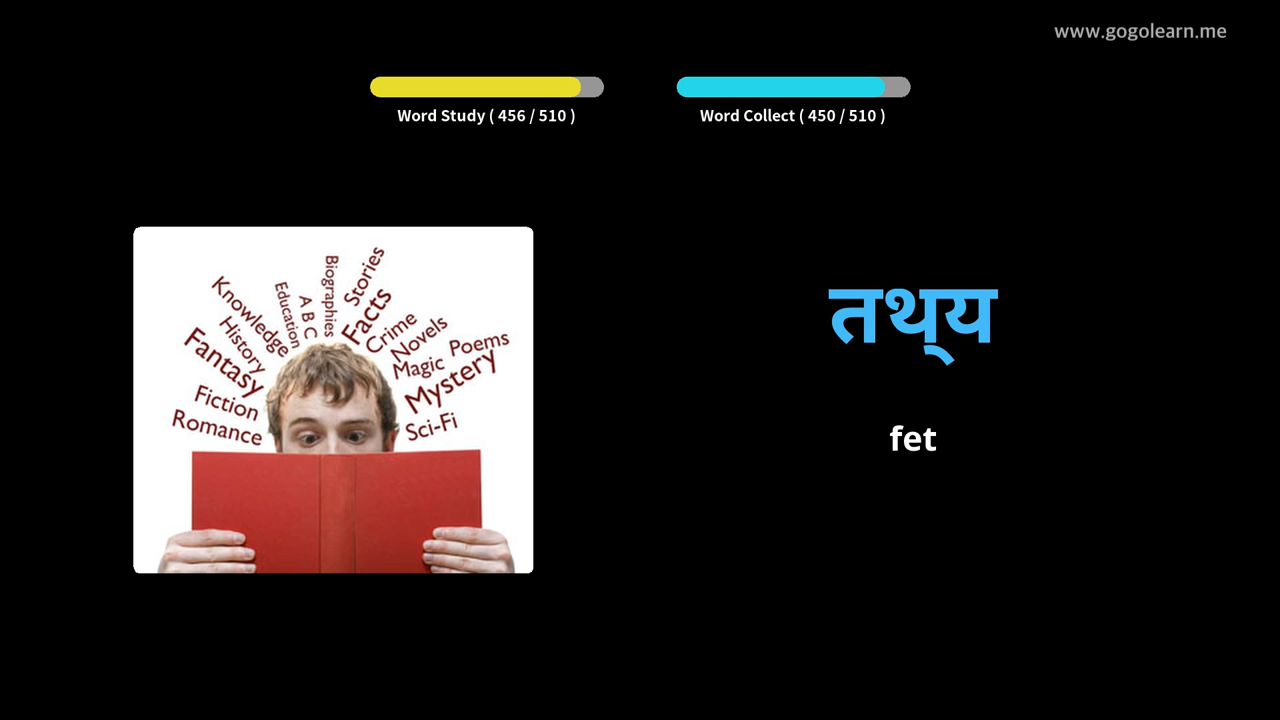 www.gogolearn.me
Word Study ( 456 / 510 )
Word Collect ( 450 / 510 )
Romance
Fiction
Fantasy
History
Knowledge
Education
A B C
Biographies
Stories
Facts
Crime
Novels
Magic
Poems
Mystery
Sci-Fi
तथ्‌य
fet